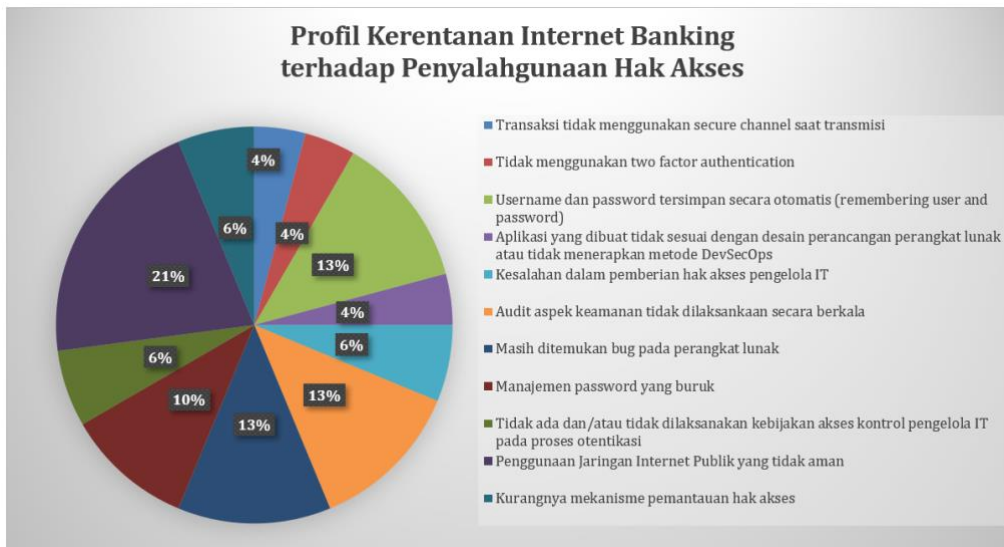 Profil Kerentanan Internet Banking
terhadap Penyalahgunaan Hak Akses
4%
4%
13%
4%
6%
13%
13%
10%
6%
21%
6%
Transaksi tidak menggunakan secure channel saat transmisi
Tidak menggunakan two factor authentication
Username dan password tersimpan secara otomatis (remembering user and
password)
Aplikasi yang dibuat tidak sesuai dengan desain perancangan perangkat lunak
atau tidak menerapkan metode DevSecOps
Kesalahan dalam pemberian hak akses pengelola IT
Audit aspek keamanan tidak dilaksankaan secara berkala
Masih ditemukan bug pada perangkat lunak
Manajemen password yang buruk
Tidak ada dan/atau tidak dilaksanakan kebijakan akses kontrol pengelola IT
pada proses otentikasi
Penggunaan Jaringan Internet Publik yang tidak aman
Kurangnya mekanisme pemantauan hak akses